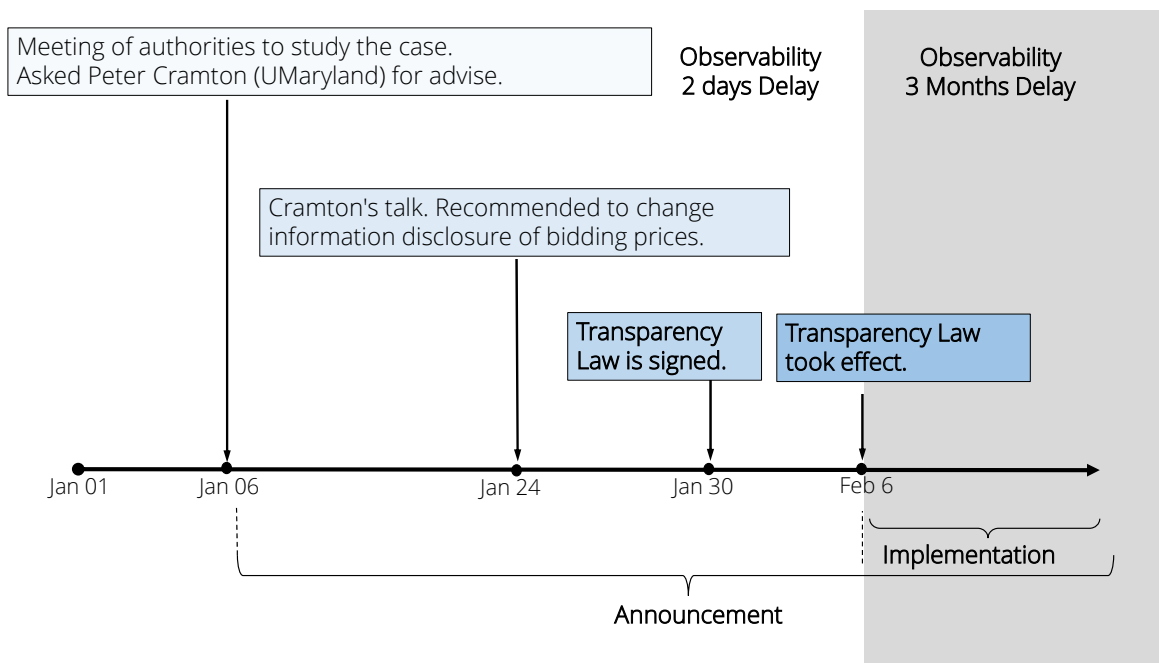 Meeting of authorities to study the case.
Asked Peter Cramton (UMaryland) for advise.
Observability
2 days Delay
Observability
3 Months Delay
Cramton's talk. Recommended to change
information disclosure of bidding prices.
Transparency
Law is signed.
Transparency Law
took effect.
Jan 01
Jan 06
Jan 24
Jan 30
Feb 6
Implementation
Announcement